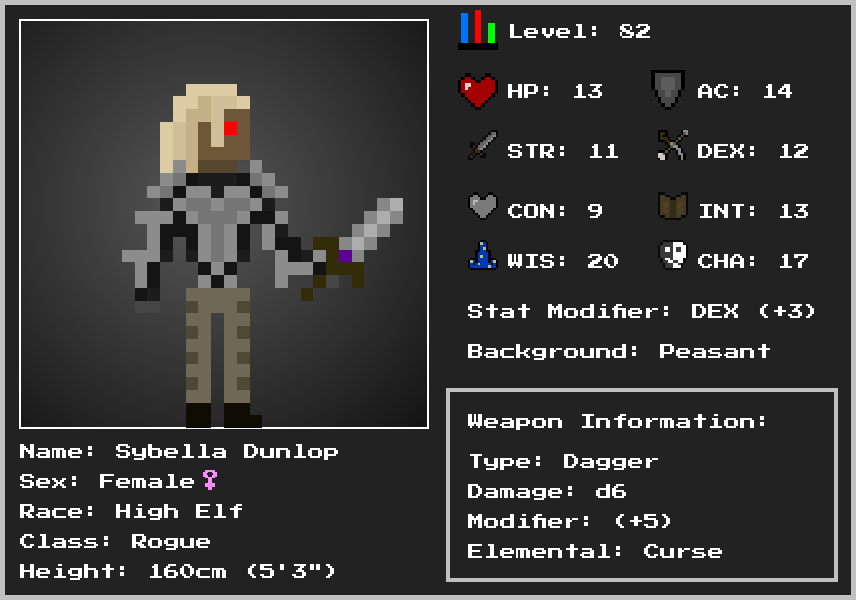 Level: 82
HP: 13
AC: 14
STR: 11
DEX: 12
CON: 9
INT: 13
WIS: 20
CHA: 17
Stat Modifier: DEX (+3)
Background: Peasant
Weapon Information:
Type: Dagger
Damage: d6
Modifier: (+5)
Elemental: Curse
Name: Sybella Dunlop
Sex: Female♀
Race: High Elf
Class: Rogue
Height: 160cm (5'3")